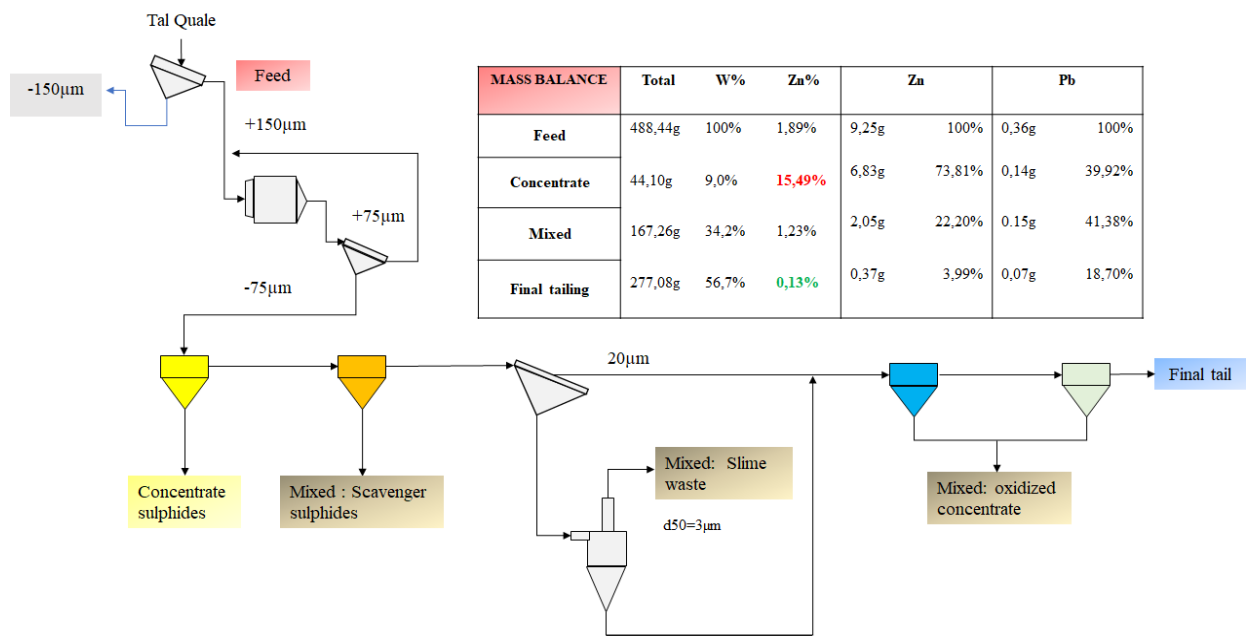 Tal Quale
-150µm
Feed
+150µm
+75µm
-75µm
MASS BALANCE Total W% Zn% Zn Pb
Feed 488,44g 100% 1,89% 9,25g 100% 0,36g 100%
Concentrate 44,10g 9,0% 15,49% 6,83g 73,81% 0,14g 39,92%
Mixed 167,26g 34,2% 1,23% 2,05g 22,20% 0.15g 41,38%
Final tailing 277,08g 56,7% 0,13% 0,37g 3,99% 0,07g 18,70%
20µm
Final tail
Concentrate
sulphides
Mixed : Scavenger
sulphides
Mixed: Slime
waste
d50=3µm
Mixed: oxidized
concentrate